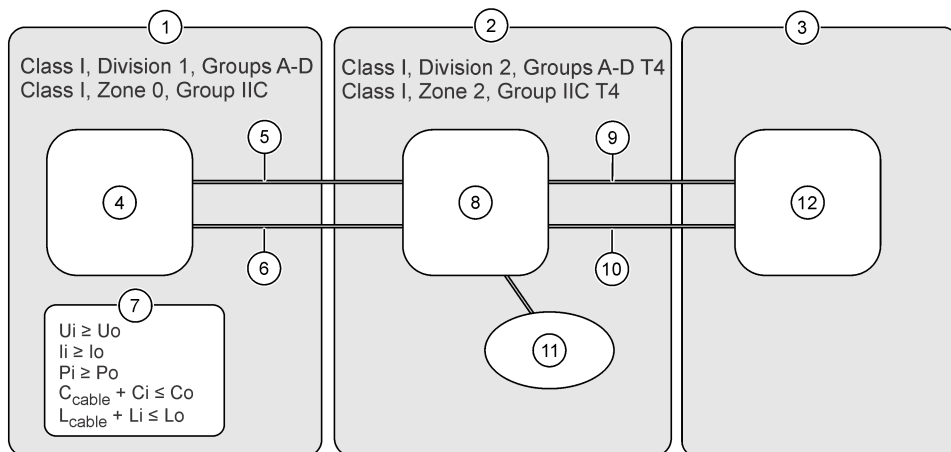 1
2
3
Class I, Division 1, Groups A-D
Class I, Zone 0, Group IIC
Class I, Division 2, Groups A-D T4
Class I, Zone 2, Group IIC T4
5
9
4
8
12
6
10
7
Ui ≥ Uo
Ii ≥ Io
Pi ≥ Po
Ccable + Ci ≤ Co
Lcable + Li ≤ Lo
11